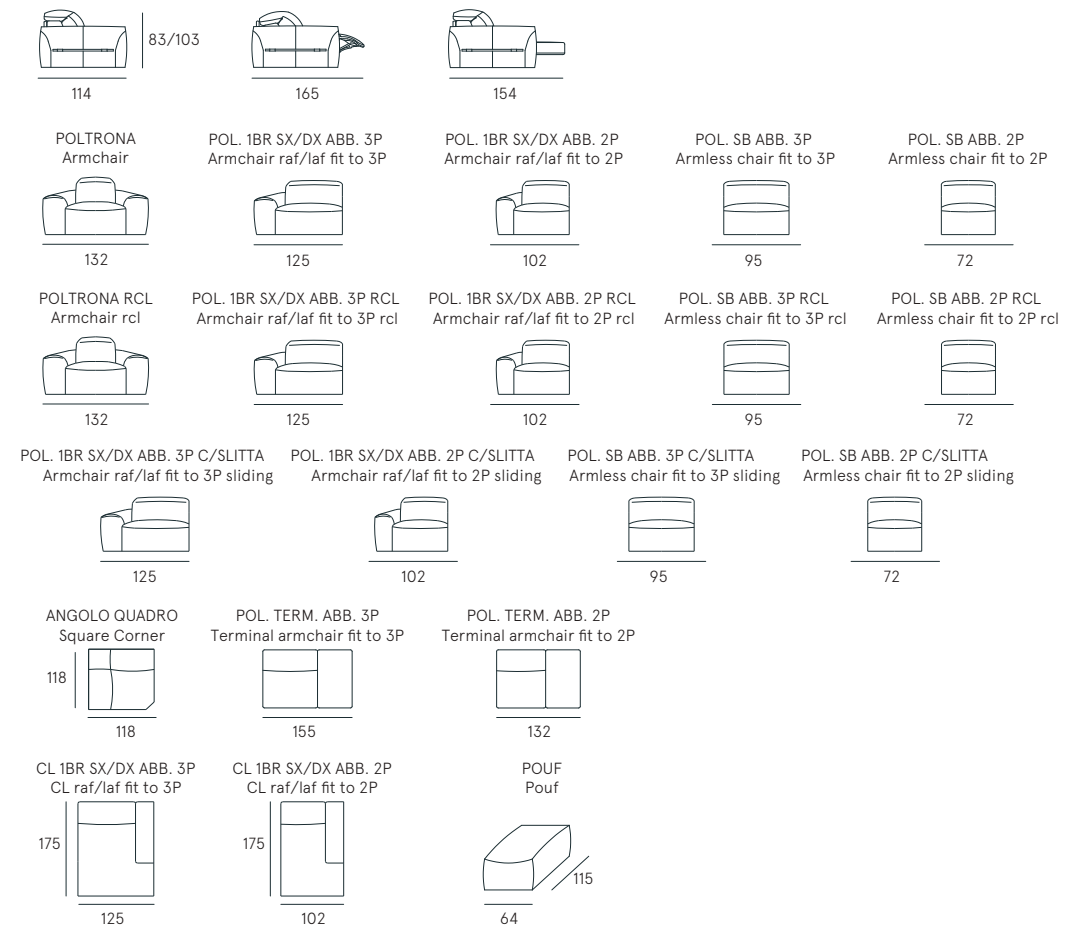 83/103
114
165
154
POLTRONA
Armchair
POL. 1BR SX/DX ABB. 3P
Armchair raf/laf fit to 3P
POL. 1BR SX/DX ABB. 2P
Armchair raf/laf fit to 2P
POL. SB ABB. 3P
Armless chair fit to 3P
POL. SB ABB. 2P
Armless chair fit to 2P
132
125
102
95
72
POLTRONA RCL
Armchair rcl
POL. 1BR SX/DX ABB. 3P RCL
Armchair raf/laf fit to 3P rcl
POL. 1BR SX/DX ABB. 2P RCL
Armchair raf/laf fit to 2P rcl
POL. SB ABB. 3P RCL
Armless chair fit to 3P rcl
POL. SB ABB. 2P RCL
Armless chair fit to 2P rcl
132
125
102
95
72
POL. 1BR SX/DX ABB. 3P C/SLITTA
Armchair raf/laf fit to 3P sliding
POL. 1BR SX/DX ABB. 2P C/SLITTA
Armchair raf/laf fit to 2P sliding
POL. SB ABB. 3P C/SLITTA
Armless chair fit to 3P sliding
POL. SB ABB. 2P C/SLITTA
Armless chair fit to 2P sliding
125
102
95
72
ANGOLO QUADRO
Square Corner
POL. TERM. ABB. 3P
Terminal armchair fit to 3P
POL. TERM. ABB. 2P
Terminal armchair fit to 2P
118
118
155
132
CL 1BR SX/DX ABB. 3P
CL raf/laf fit to 3P
CL 1BR SX/DX ABB. 2P
CL raf/laf fit to 2P
POUF
Pouf
175
175
115
125
102
64